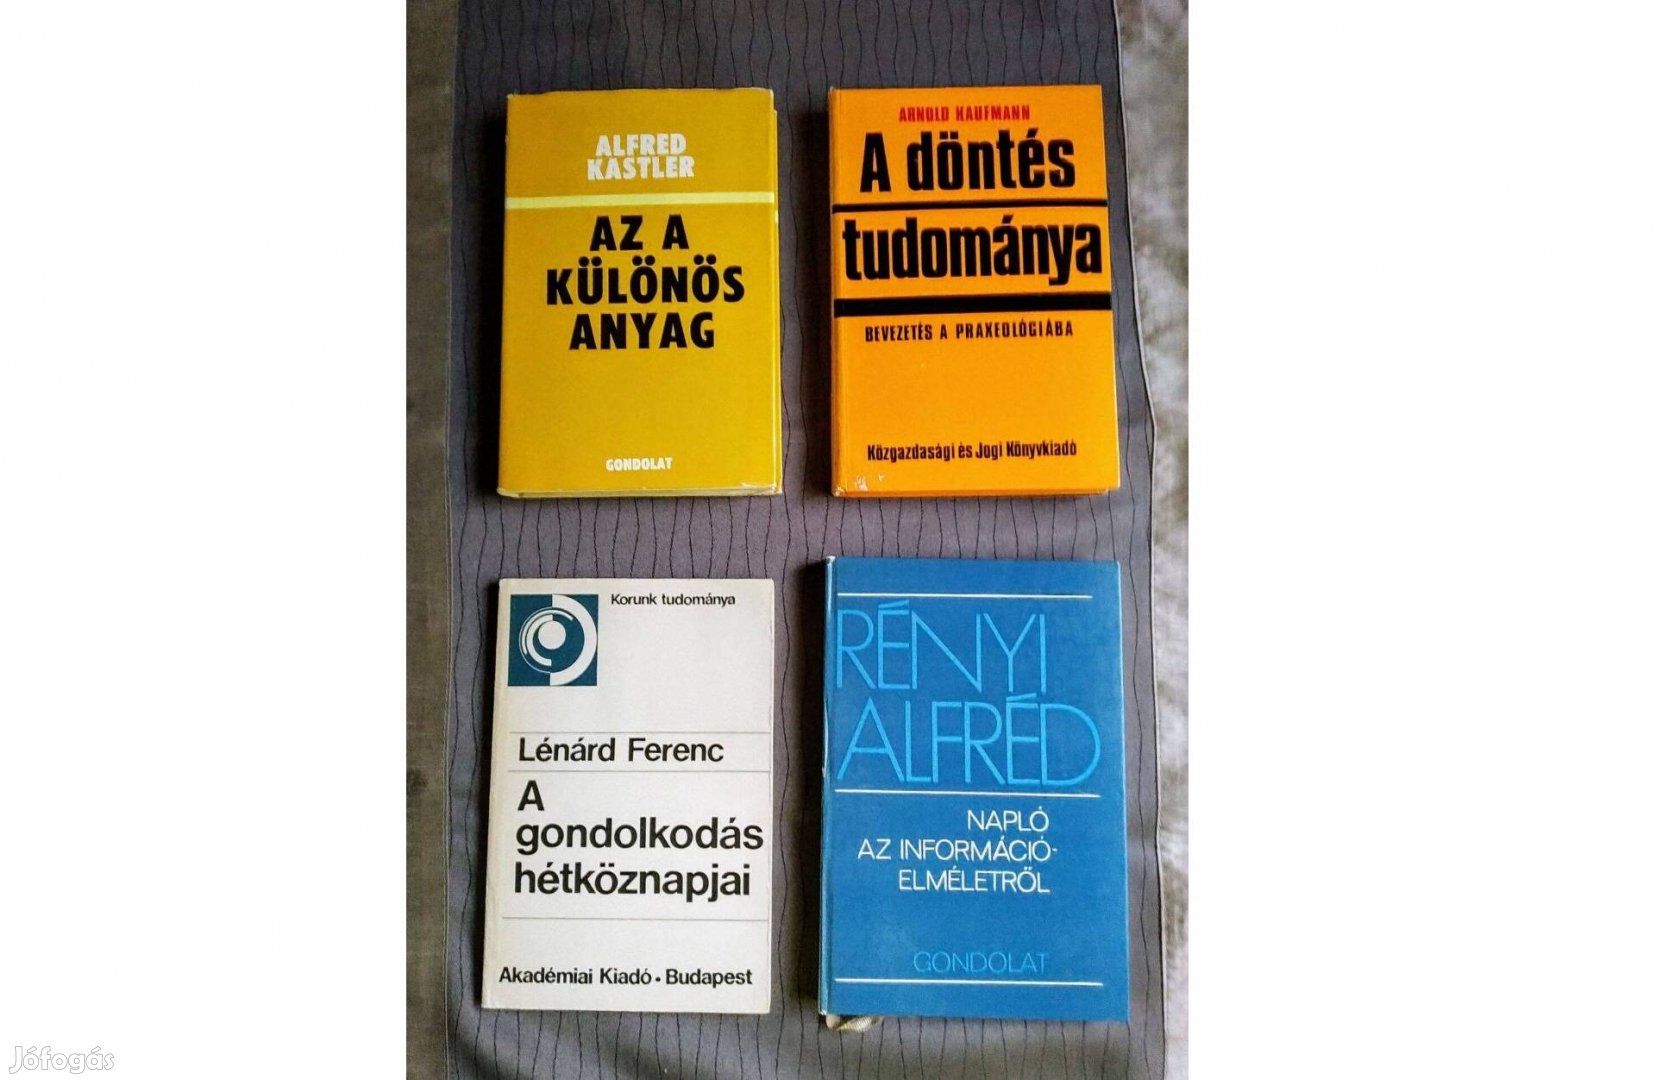 ALFRED
KASTLER
AZ A
KÜLÖNÖS
ANYAG
GONDOLAT
ARNOLD KAUFMANN
A döntés
tudománya
BEVEZETÉS A PRAXEOLÓGIÁBA
Közgazdasági és Jogi Könyvkiadó
Korunk tudománya
Lénárd Ferenc
A
gondolkodás
hétköznapjai
Akadémiai Kiadó • Budapest
RÉNYI
ALFRÉD
NAPLÓ
AZ INFORMÁCIÓ-
ELMÉLETRŐL
GONDOLAT
Jófogás